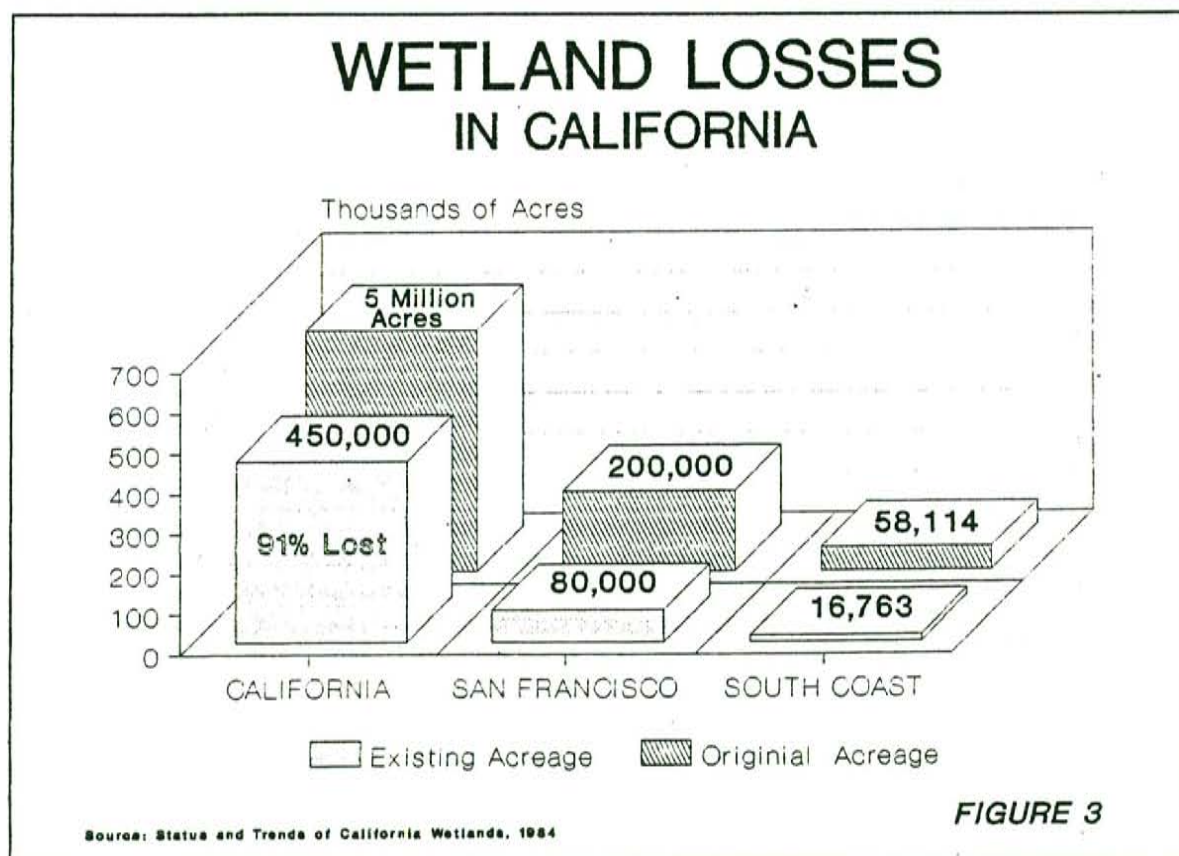 WETLAND LOSSES
IN CALIFORNIA
Thousands of Acres
5 Million
Acres
700
600
500
400
300
200
100
0
450,000
91% Lost
200,000
80,000
58,114
16,763
CALIFORNIA
SAN FRANCISCO
SOUTH COAST
Existing Acreage
Originial Acreage
FIGURE 3
Source: Status and Trends of California Wetlands, 1984